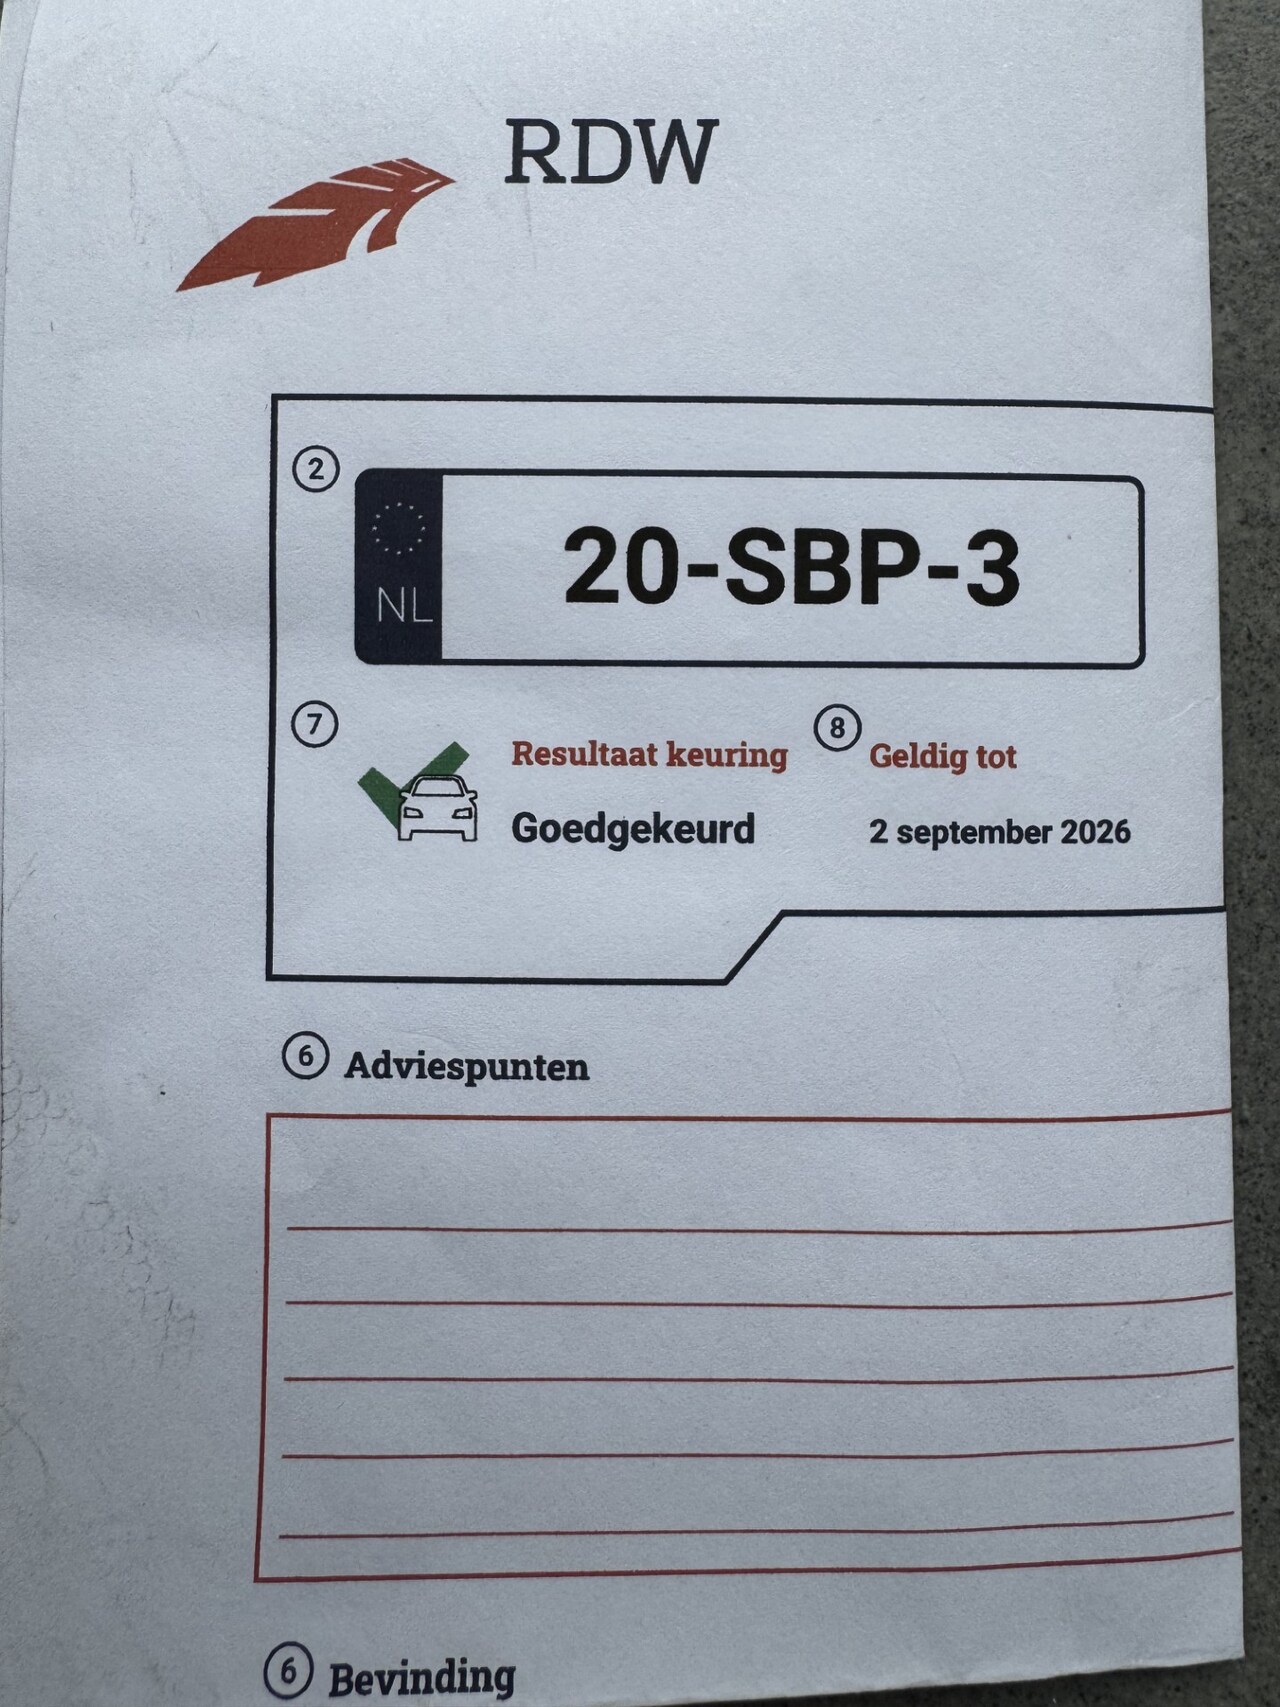 RDW
2
NL
20-SBP-3
7
Resultaat keuring
8
Geldig tot
Goedgekeurd
2 september 2026
6 Adviespunten
6 Bevinding